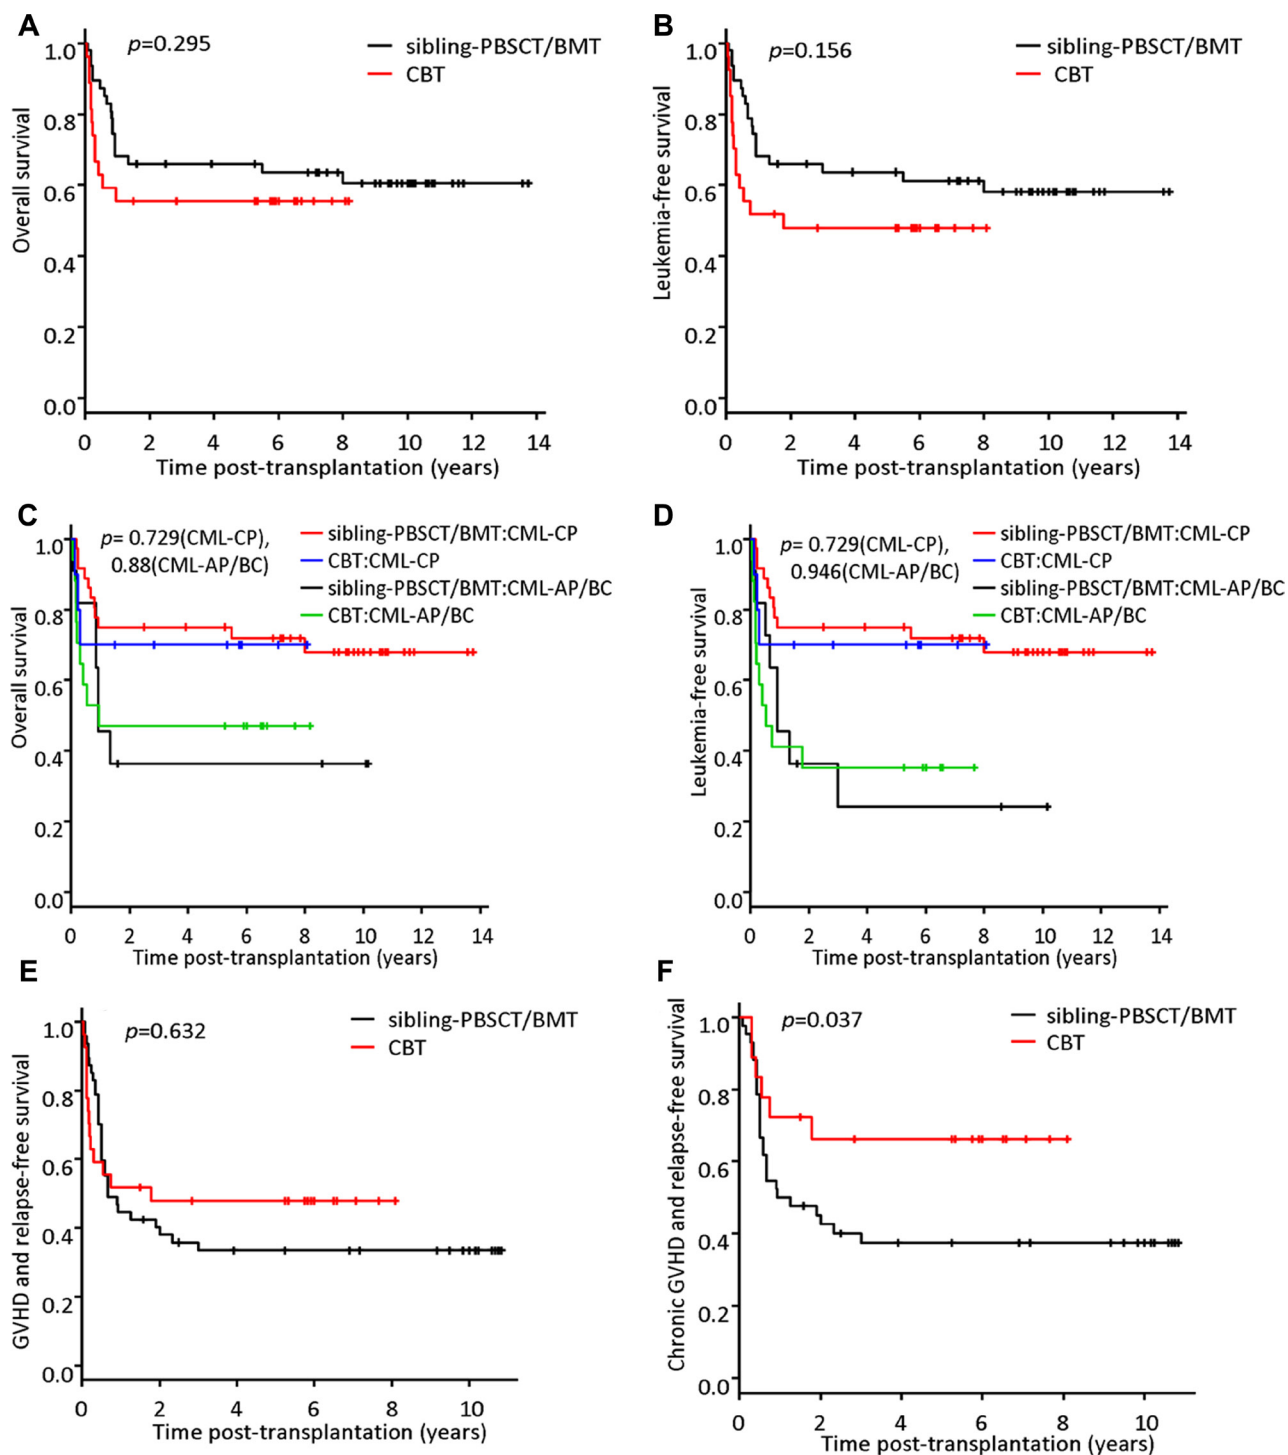 A
p=0.295
sibling-PBSCT/BMT
CBT
Overall survival
1.0
0.8
0.6
0.4
0.2
0.0
0 2 4 6 8 10 12 14
Time post-transplantation (years)
B
p=0.156
sibling-PBSCT/BMT
CBT
Leukemia-free survival
1.0
0.8
0.6
0.4
0.2
0.0
0 2 4 6 8 10 12 14
Time post-transplantation (years)
C
p= 0.729(CML-CP),
0.88(CML-AP/BC)
sibling-PBSCT/BMT:CML-CP
CBT:CML-CP
sibling-PBSCT/BMT:CML-AP/BC
CBT:CML-AP/BC
Overall survival
1.0
0.8
0.6
0.4
0.2
0.0
0 2 4 6 8 10 12 14
Time post-transplantation (years)
D
p= 0.729(CML-CP),
0.946(CML-AP/BC)
sibling-PBSCT/BMT:CML-CP
CBT:CML-CP
sibling-PBSCT/BMT:CML-AP/BC
CBT:CML-AP/BC
Leukemia-free survival
1.0
0.8
0.6
0.4
0.2
0.0
0 2 4 6 8 10 12 14
Time post-transplantation (years)
E
p=0.632
sibling-PBSCT/BMT
CBT
GVHD and relapse-free survival
1.0
0.8
0.6
0.4
0.2
0.0
0 2 4 6 8 10
Time post-transplantation (years)
F
p=0.037
sibling-PBSCT/BMT
CBT
Chronic GVHD and relapse-free survival
1.0
0.8
0.6
0.4
0.2
0.0
0 2 4 6 8 10
Time post-transplantation (years)